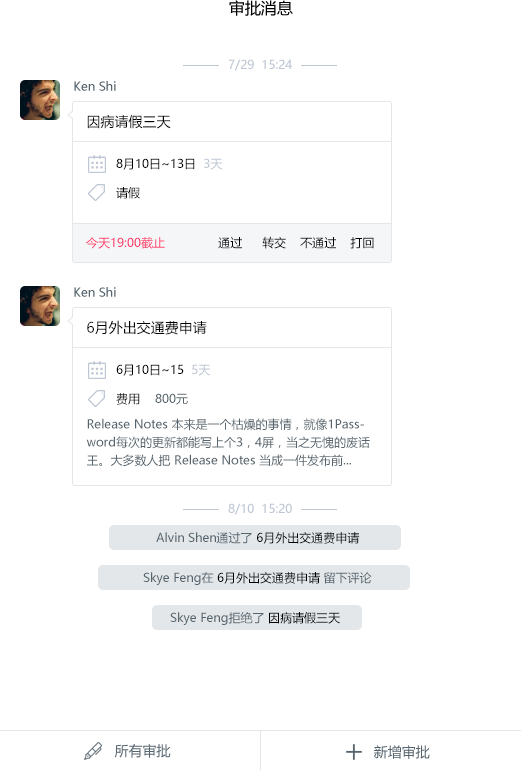 审批消息
7/29 15:24
Ken Shi
因病请假三天
8月10日~13日 3天
请假
今天19:00截止 通过 转交 不通过 打回
Ken Shi
6月外出交通费申请
6月10日~15 5天
费用 800元
Release Notes 本来是一个枯燥的事情，就像1Pass-
word每次的更新都能写上个3，4屏，当之无愧的废话
王。大多数人把 Release Notes 当成一件发布前...
8/10 15:20
Alvin Shen通过了 6月外出交通费申请
Skye Feng在 6月外出交通费申请 留下评论
Skye Feng拒绝了 因病请假三天
所有审批 新增审批